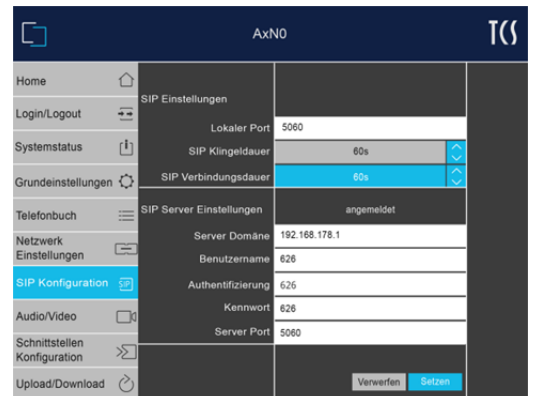 AxN0
TCS
Home
Login/Logout
Systemstatus
Grundeinstellungen
Telefonbuch
Netzwerk
Einstellungen
SIP Konfiguration
SIP
Audio/Video
Schnittstellen
Konfiguration
Upload/Download
SIP Einstellungen
Lokaler Port 5060
SIP Klingeldauer 60s
SIP Verbindungsdauer 60s
SIP Server Einstellungen angemeldet
Server Domäne 192.168.178.1
Benutzername 626
Authentifizierung 626
Kennwort 626
Server Port 5060
Verwerfen Setzen